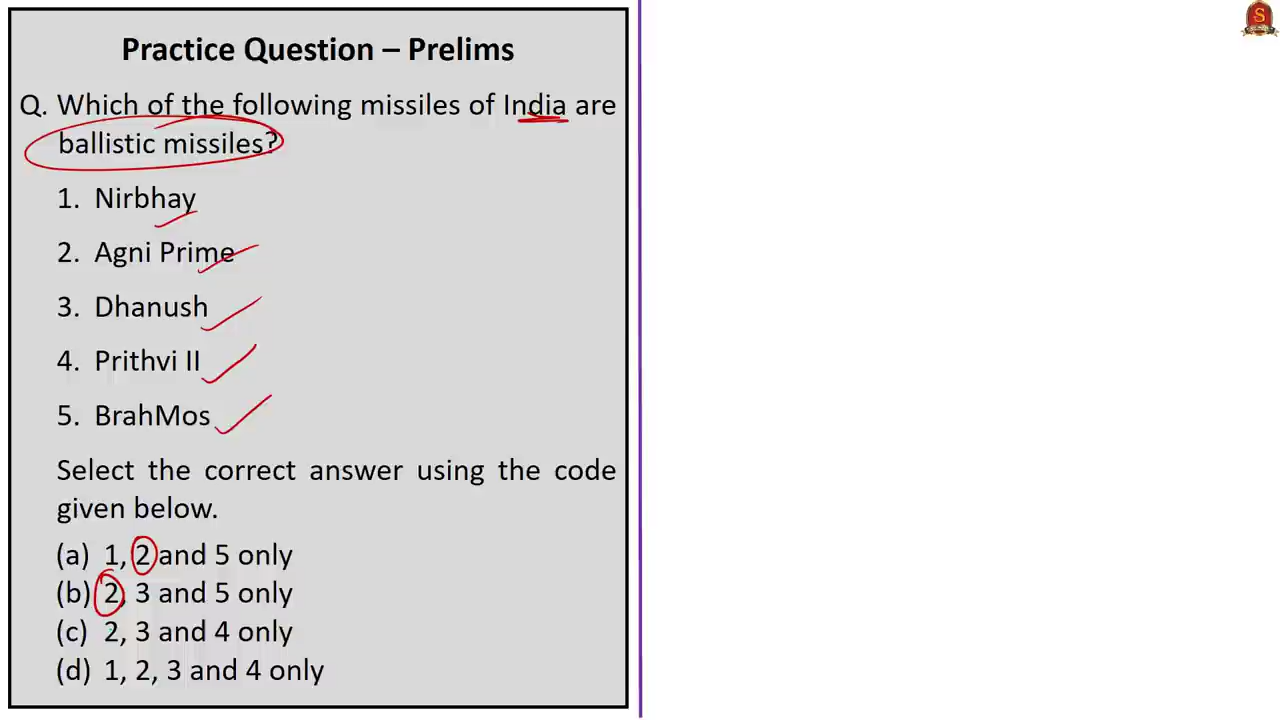 Practice Question – Prelims
Q. Which of the following missiles of India are
ballistic missiles?
1. Nirbhay
2. Agni Prime
3. Dhanush
4. Prithvi II
5. BrahMos
Select the correct answer using the code
given below.
(a) 1, 2 and 5 only
(b) 2, 3 and 5 only
(c) 2, 3 and 4 only
(d) 1, 2, 3 and 4 only
S